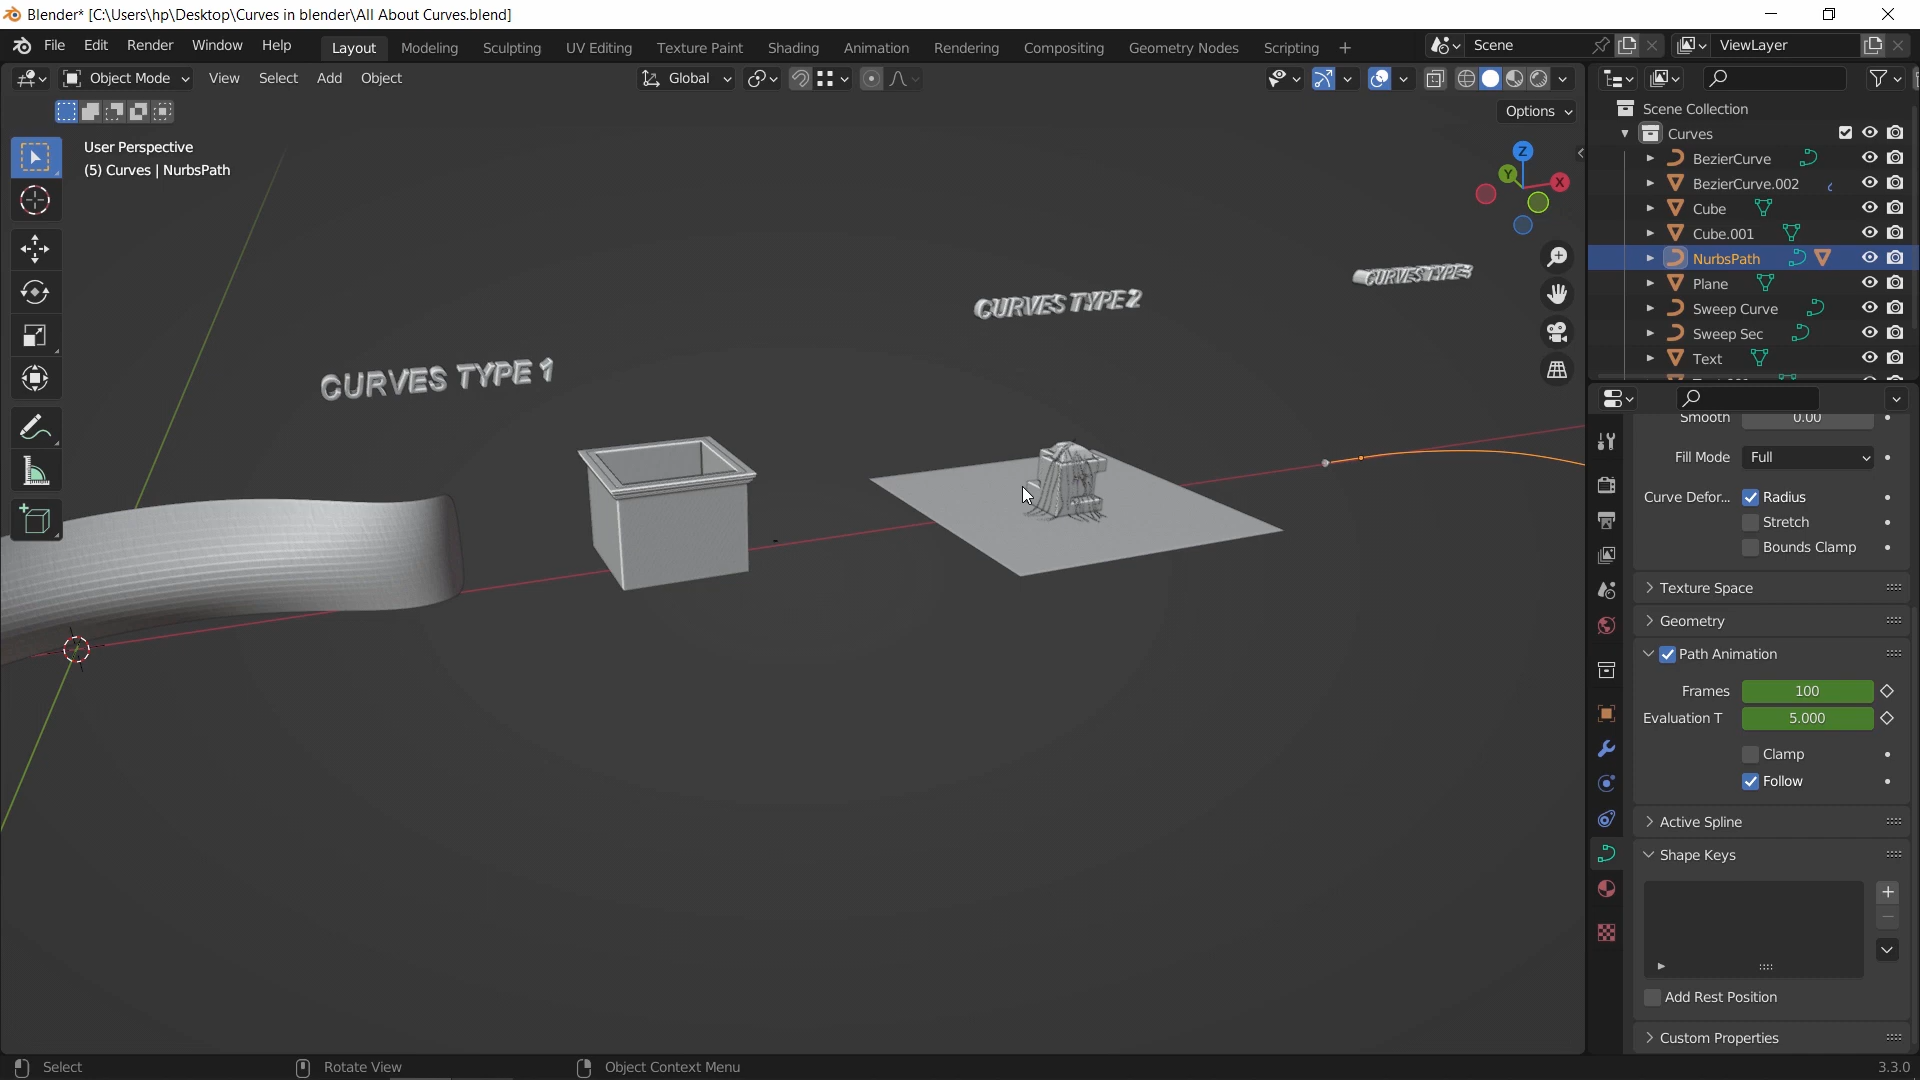 Blender* [C:\Users\hp\Desktop\Curves in blender\All About Curves.blend]
File Edit Render Window Help Layout Modeling Sculpting UV Editing Texture Paint Shading Animation Rendering Compositing Geometry Nodes Scripting + Scene ViewLayer
Object Mode View Select Add Object Global
Options
User Perspective
(5) Curves | NurbsPath
Z
Y
X
CURVES TYPE 1
CURVES TYPE 2
CURVES TYPE
Scene Collection
Curves
BezierCurve
BezierCurve.002
Cube
Cube.001
NurbsPath
Plane
Sweep Curve
Sweep Sec
Text
Smooth 0.00
Fill Mode Full
Curve Defor... Radius
Stretch
Bounds Clamp
Texture Space
Geometry
Path Animation
Frames 100
Evaluation T 5.000
Clamp
Follow
Active Spline
Shape Keys
Add Rest Position
Custom Properties
Select Rotate View Object Context Menu 3.3.0